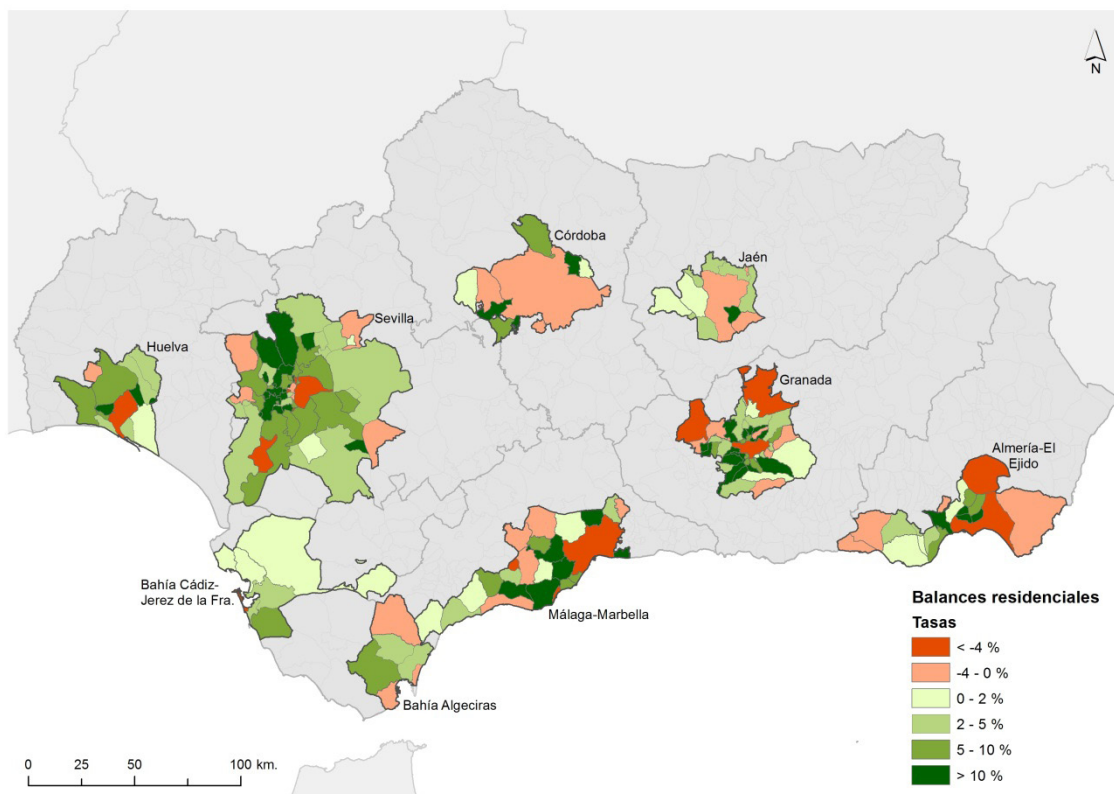 N
Córdoba
Jaén
Sevilla
Huelva
Granada
Almería-El
Ejido
Bahía Cádiz-
Jerez de la Fra.
Málaga-Marbella
Bahía Algeciras
Balances residenciales
Tasas
< -4 %
-4 - 0 %
0 - 2 %
2 - 5 %
5 - 10 %
> 10 %
0 25 50 100 km.